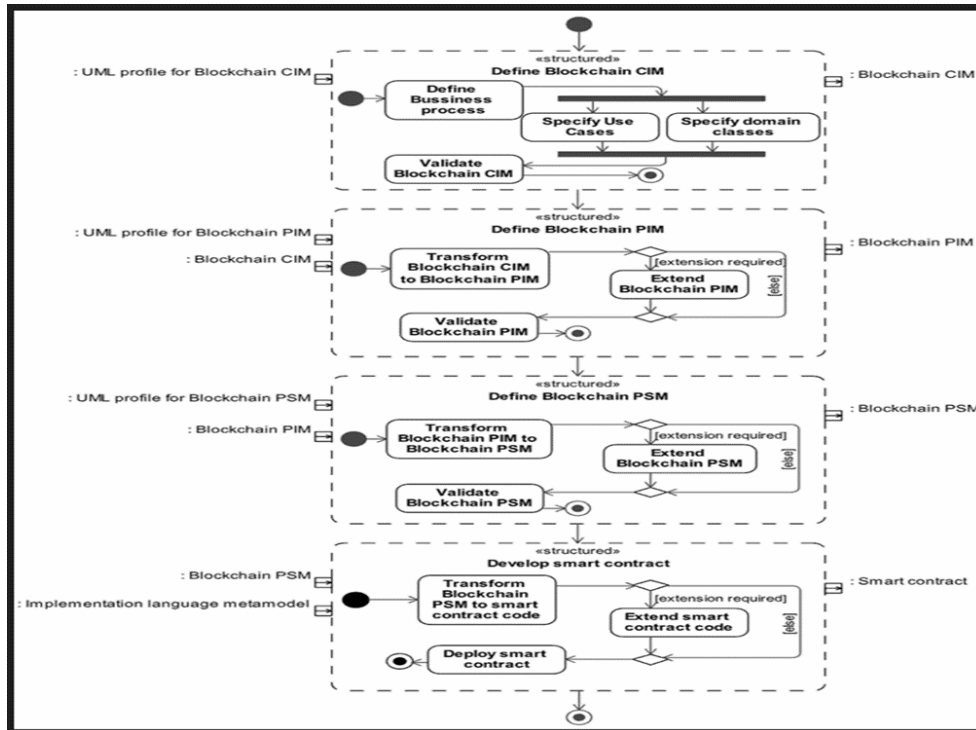 «structured»
Define Blockchain CIM
: UML profile for Blockchain CIM
: Blockchain CIM
Define
Bussiness
process
Specify Use
Cases
Specify domain
classes
Validate
Blockchain CIM
«structured»
Define Blockchain PIM
: UML profile for Blockchain PIM
: Blockchain PIM
: Blockchain CIM
Transform
Blockchain CIM
to Blockchain PIM
[extension required]
[else]
Extend
Blockchain PIM
Validate
Blockchain PIM
«structured»
Define Blockchain PSM
: UML profile for Blockchain PSM
: Blockchain PSM
: Blockchain PIM
Transform
Blockchain PIM to
Blockchain PSM
[extension required]
[else]
Extend
Blockchain PSM
Validate
Blockchain PSM
«structured»
Develop smart contract
: Blockchain PSM
: Smart contract
: Implementation language metamodel
Transform
Blockchain
PSM to smart
contract code
[extension required]
[else]
Extend smart
contract code
Deploy smart
contract